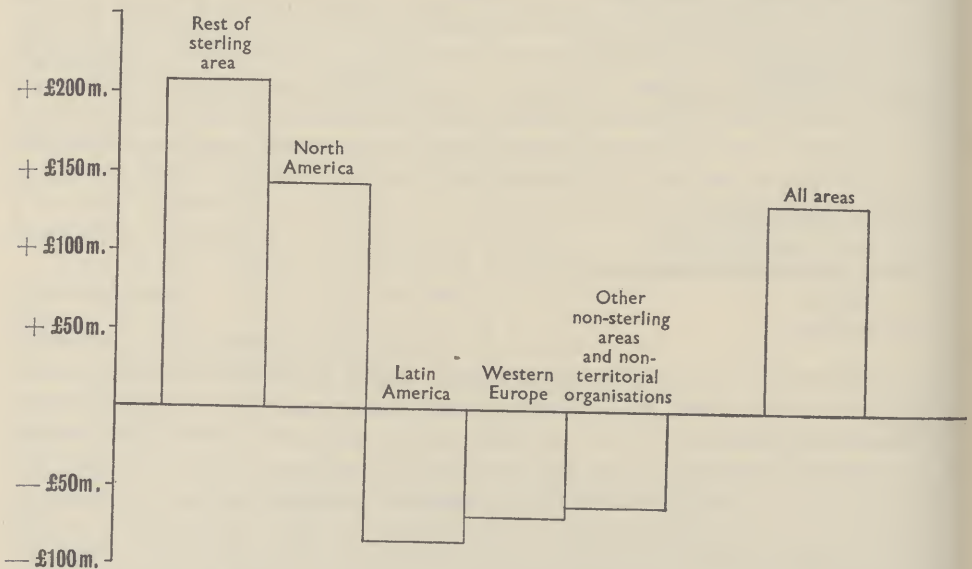 Rest of
sterling
area
+ £200m.
North
America
+ £150m.
All areas
+ £100m.
+ £50m.
Other
non-sterling
areas
and non-
territorial
organisations
Latin
America
Western
Europe
— £50m.
— £100m.